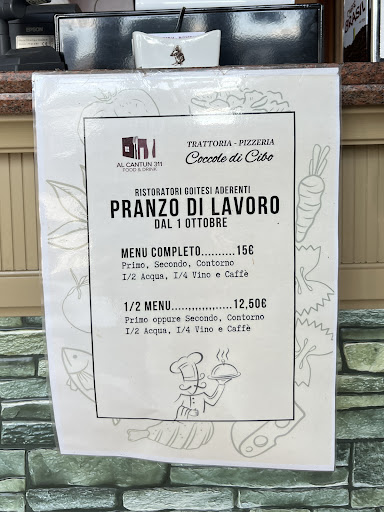 EPSON
BRASIL
AL CANTUN 311
FOOD & DRINK
TRATTORIA - PIZZERIA
Coccole di Cibo
RISTORATORI GOITESI ADERENTI
PRANZO DI LAVORO
DAL 1 OTTOBRE
MENU COMPLETO..........15€
Primo, Secondo, Contorno
1/2 Acqua, 1/4 Vino e Caffè
1/2 MENU.....,,,,,,,.....12,50€
Primo oppure Secondo, Contorno
1/2 Acqua, 1/4 Vino e Caffè